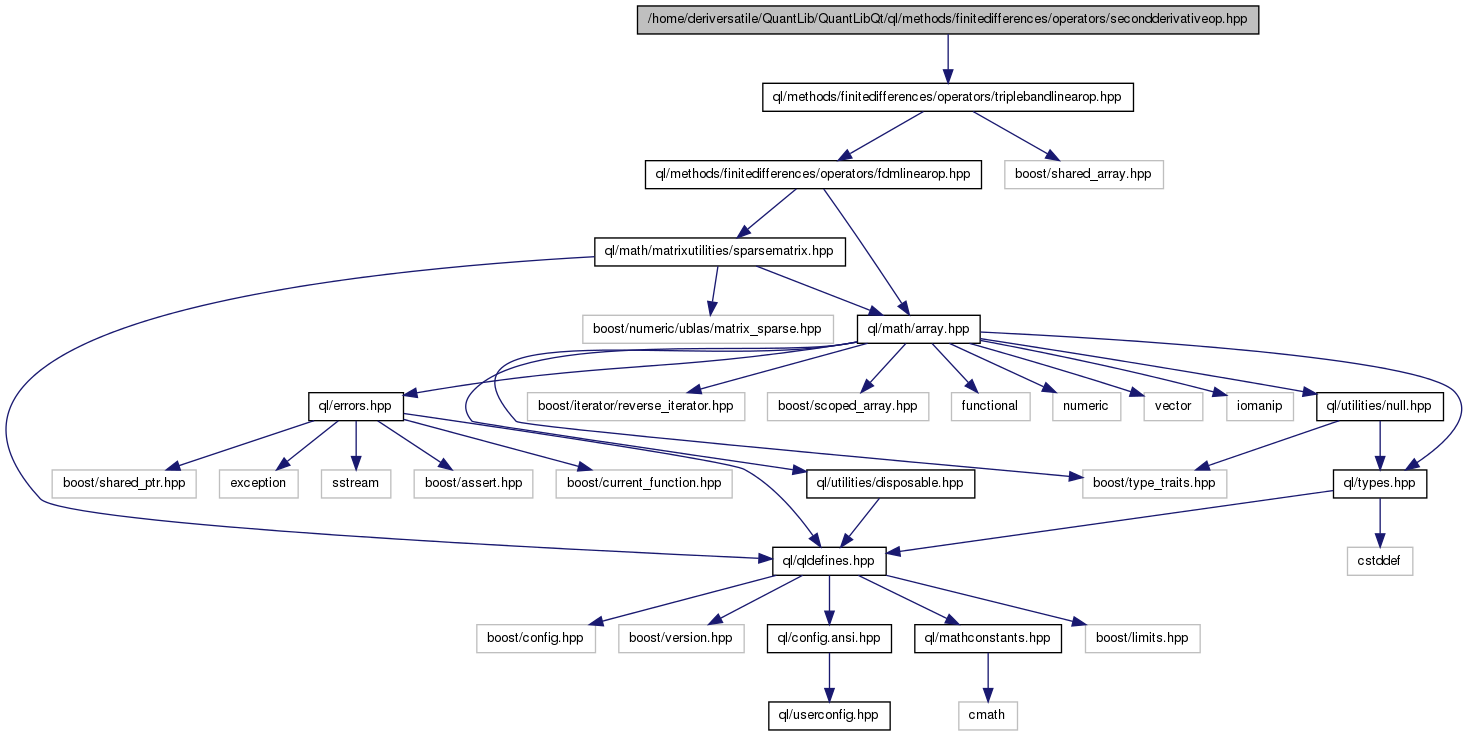 /home/deriversatile/QuantLib/QuantLibQt/ql/methods/finitedifferences/operators/secondderivativeop.hpp
ql/methods/finitedifferences/operators/triplebandlinearop.hpp
ql/methods/finitedifferences/operators/fdmlinearop.hpp
boost/shared_array.hpp
ql/math/matrixutilities/sparsematrix.hpp
boost/numeric/ublas/matrix_sparse.hpp
ql/math/array.hpp
ql/errors.hpp
boost/iterator/reverse_iterator.hpp
boost/scoped_array.hpp
functional
numeric
vector
iomanip
ql/utilities/null.hpp
boost/shared_ptr.hpp
exception
sstream
boost/assert.hpp
boost/current_function.hpp
ql/utilities/disposable.hpp
boost/type_traits.hpp
ql/types.hpp
ql/qldefines.hpp
cstddef
boost/config.hpp
boost/version.hpp
ql/config.ansi.hpp
ql/mathconstants.hpp
boost/limits.hpp
ql/userconfig.hpp
cmath